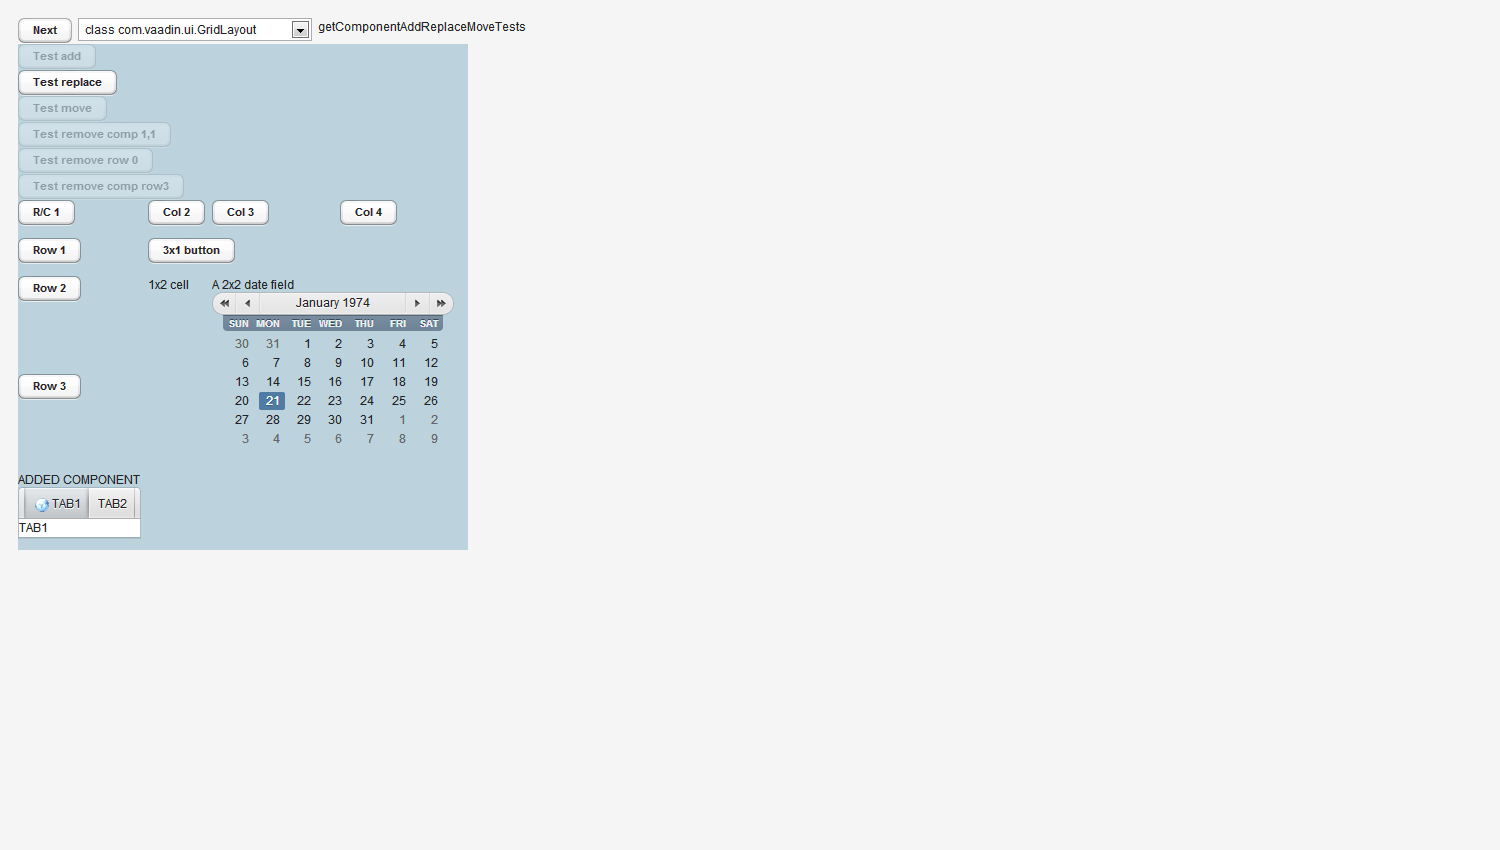 Next class com.vaadin.ui.GridLayout getComponentAddReplaceMoveTests
Test add
Test replace
Test move
Test remove comp 1,1
Test remove row 0
Test remove comp row3
R/C 1 Col 2 Col 3 Col 4
Row 1 3x1 button
Row 2 1x2 cell A 2x2 date field
January 1974
SUN MON TUE WED THU FRI SAT
30 31 1 2 3 4 5
6 7 8 9 10 11 12
13 14 15 16 17 18 19
Row 3
20 21 22 23 24 25 26
27 28 29 30 31 1 2
3 4 5 6 7 8 9
ADDED COMPONENT
TAB1 TAB2
TAB1